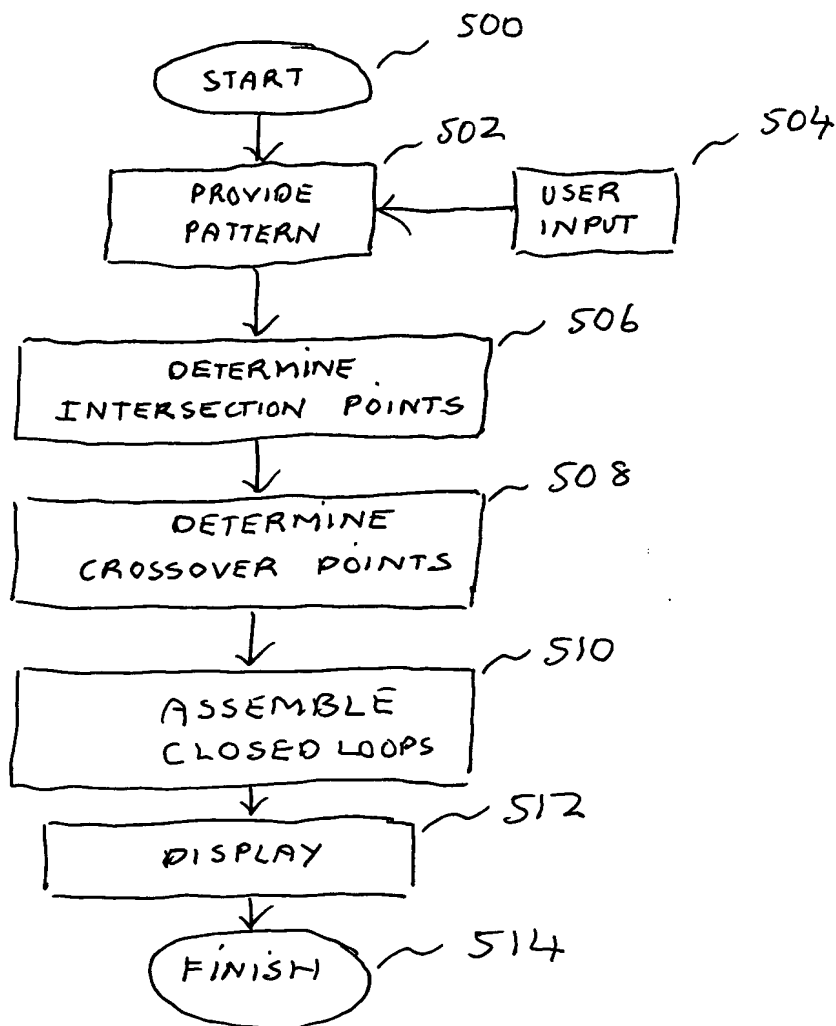 500
START
502
504
PROVIDE
PATTERN
USER
INPUT
506
DETERMINE
INTERSECTION POINTS
508
DETERMINE
CROSSOVER POINTS
510
ASSEMBLE
CLOSED LOOPS
512
DISPLAY
514
FINISH